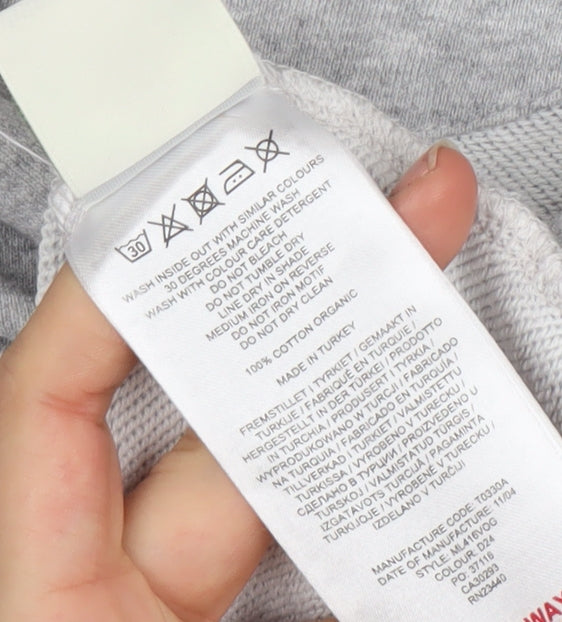 30
WASH INSIDE OUT WITH SIMILAR COLOURS
30 DEGREES MACHINE WASH
WASH WITH COLOUR CARE DETERGENT
DO NOT BLEACH
DO NOT TUMBLE DRY
LINE DRY IN SHADE
MEDIUM IRON ON REVERSE
DO NOT IRON MOTIF
DO NOT DRY CLEAN
100% COTTON ORGANIC
MADE IN TURKEY
FREMSTILLET I TYRKIET / GEMAAKT IN
TURKIJE / FABRIQUÉ EN TURQUIE /
HERGESTELLT IN DER TÜRKEI / PRODOTTO
IN TURCHIA / PRODUSERT I TYRKIA /
WYPRODUKOWANO W TURCJI / FABRICADO
NA TURQUIA / FABRICADO EN TURQUÍA /
TILLVERKAD I TURKIET / VALMISTETTU
TURKISSA / VYROBENO V TURECKU /
СДЕЛАНО В ТУРЦИИ / PROIZVEDENO U
TURSKOJ / VALMISTATUD TÜRGIS /
IZGATAVOTS TURCIJA / PAGAMINTA
TURKIJOJE / VYROBENÉ V TURECKU /
IZDELANO V TURČIJI
MANUFACTURE CODE: T0330A
DATE OF MANUFACTURE: 11/04
STYLE: ML416VOG
COLOUR: D24
PO: 37116
CA30293
RN23440